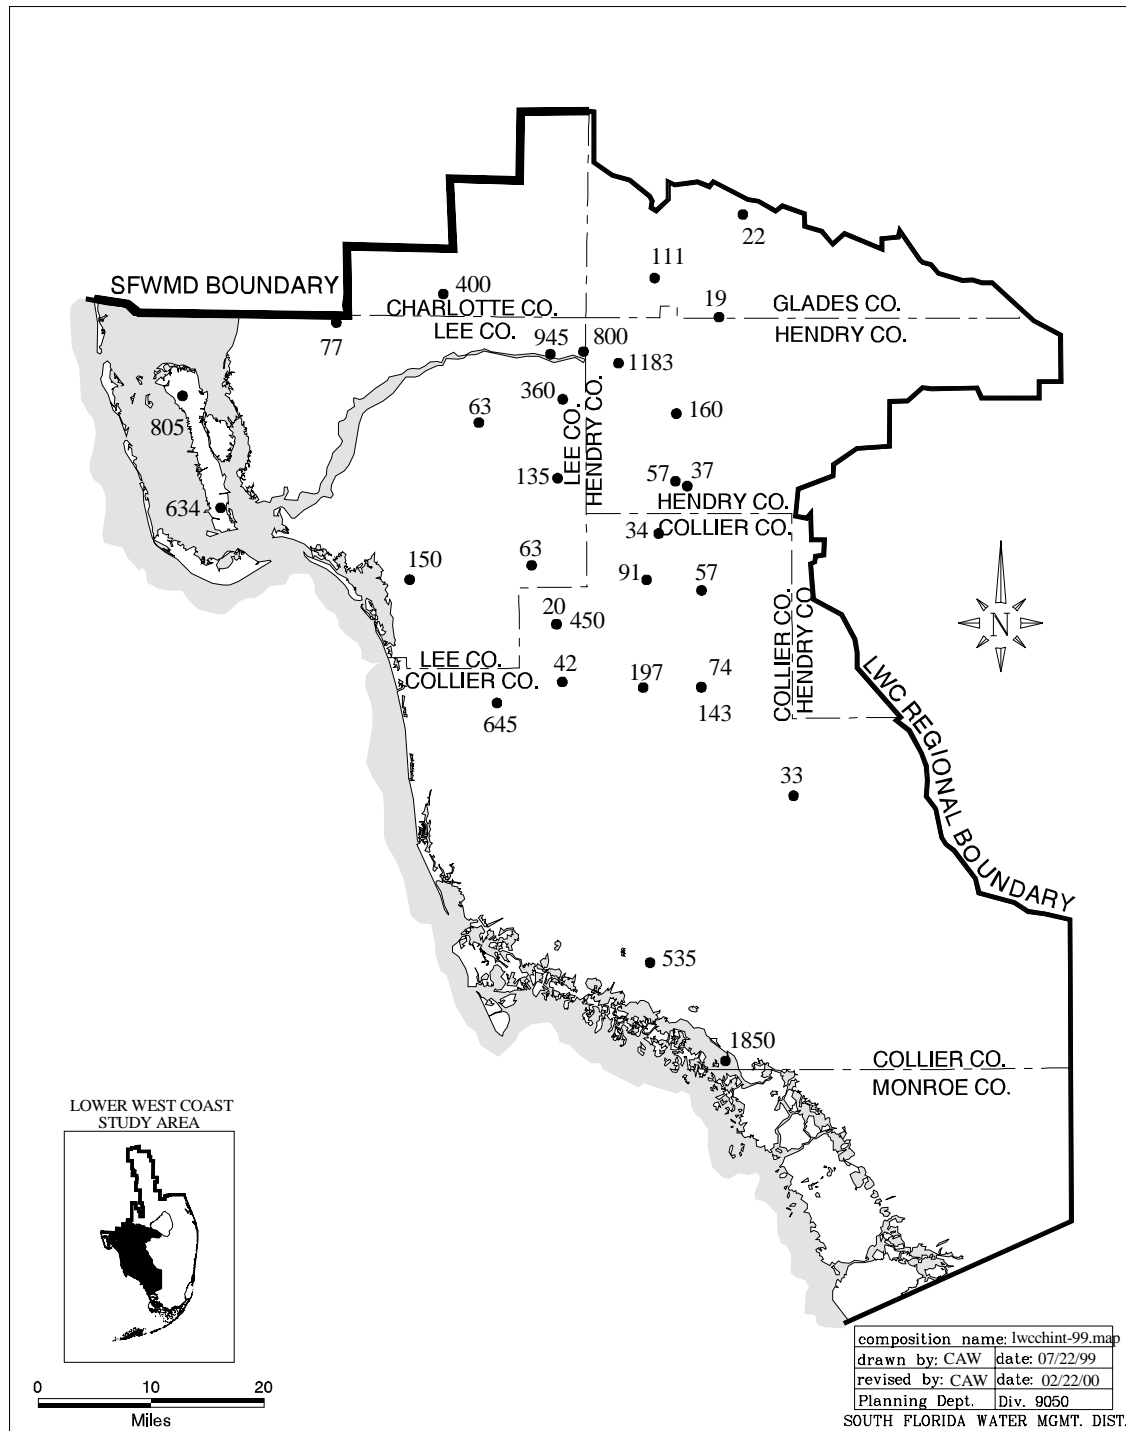 22
111
SFWMD BOUNDARY
400
CHARLOTTE CO.
19
GLADES CO.
LEE CO.
HENDRY CO.
77
945
800
1183
360
63
160
805
LEE CO.
HENDRY CO.
135
57
37
634
HENDRY CO.
34
COLLIER CO.
150
63
91
57
20
450
COLLIER CO.
HENDRY CO.
N
LEE CO.
COLLIER CO.
42
197
74
645
143
LWC REGIONAL BOUNDARY
33
535
1850
COLLIER CO.
MONROE CO.
LOWER WEST COAST
STUDY AREA
0 10 20
Miles
composition name: lwcchint-99.map
drawn by: CAW date: 07/22/99
revised by: CAW date: 02/22/00
Planning Dept. Div. 9050
SOUTH FLORIDA WATER MGMT. DIST.